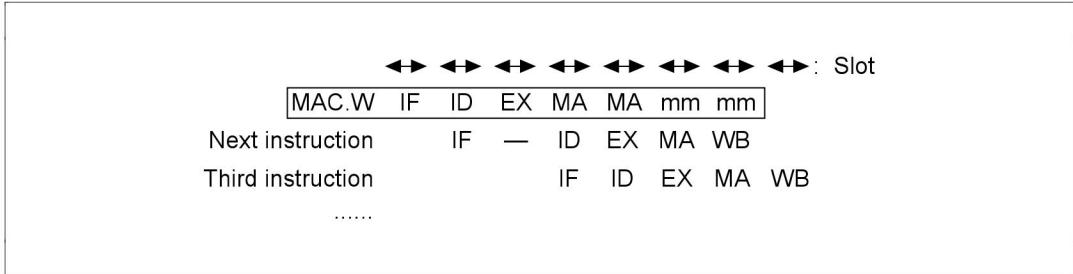 : Slot
MAC.W IF ID EX MA MA mm mm
Next instruction IF — ID EX MA WB
Third instruction IF ID EX MA WB
......